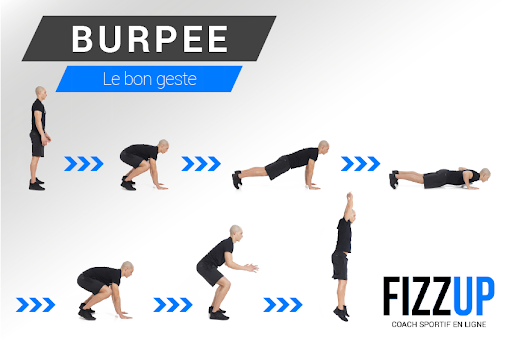 BURPEE
Le bon geste
FIZZUP
COACH SPORTIF EN LIGNE